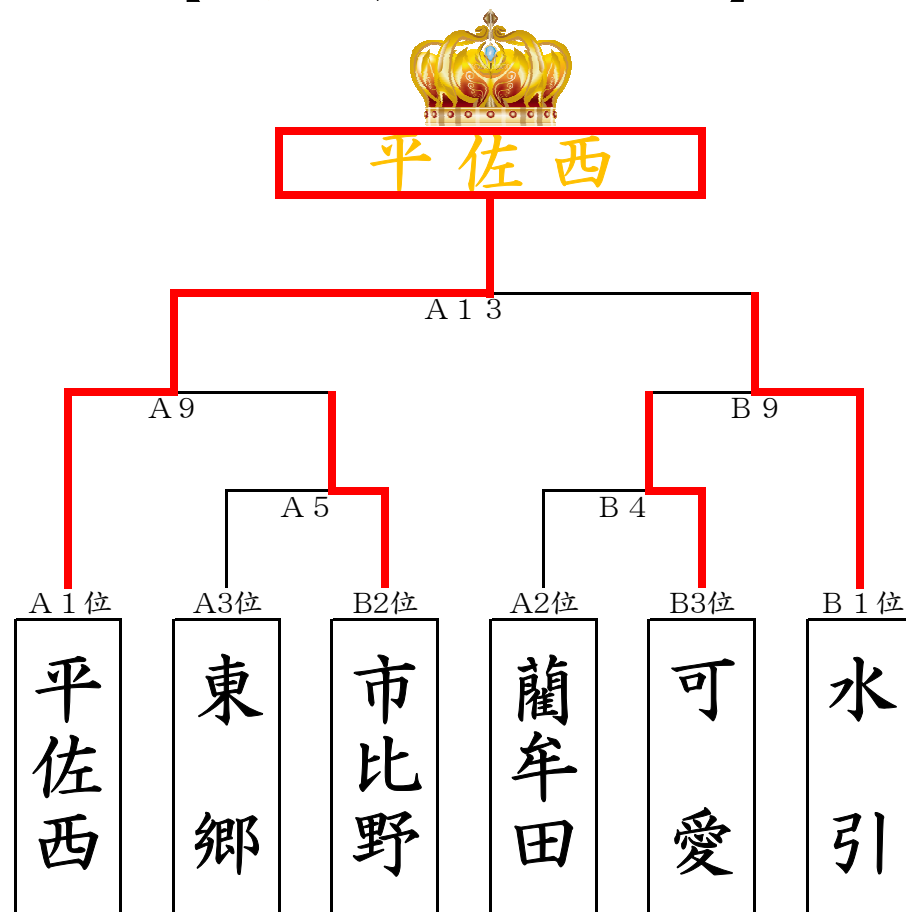 平佐西
Ａ１３
Ａ９
Ｂ９
Ａ５
Ｂ４
Ａ１位
A3位
B2位
A2位
B3位
Ｂ１位
平佐西
東郷
市比野
藺牟田
可愛
水引